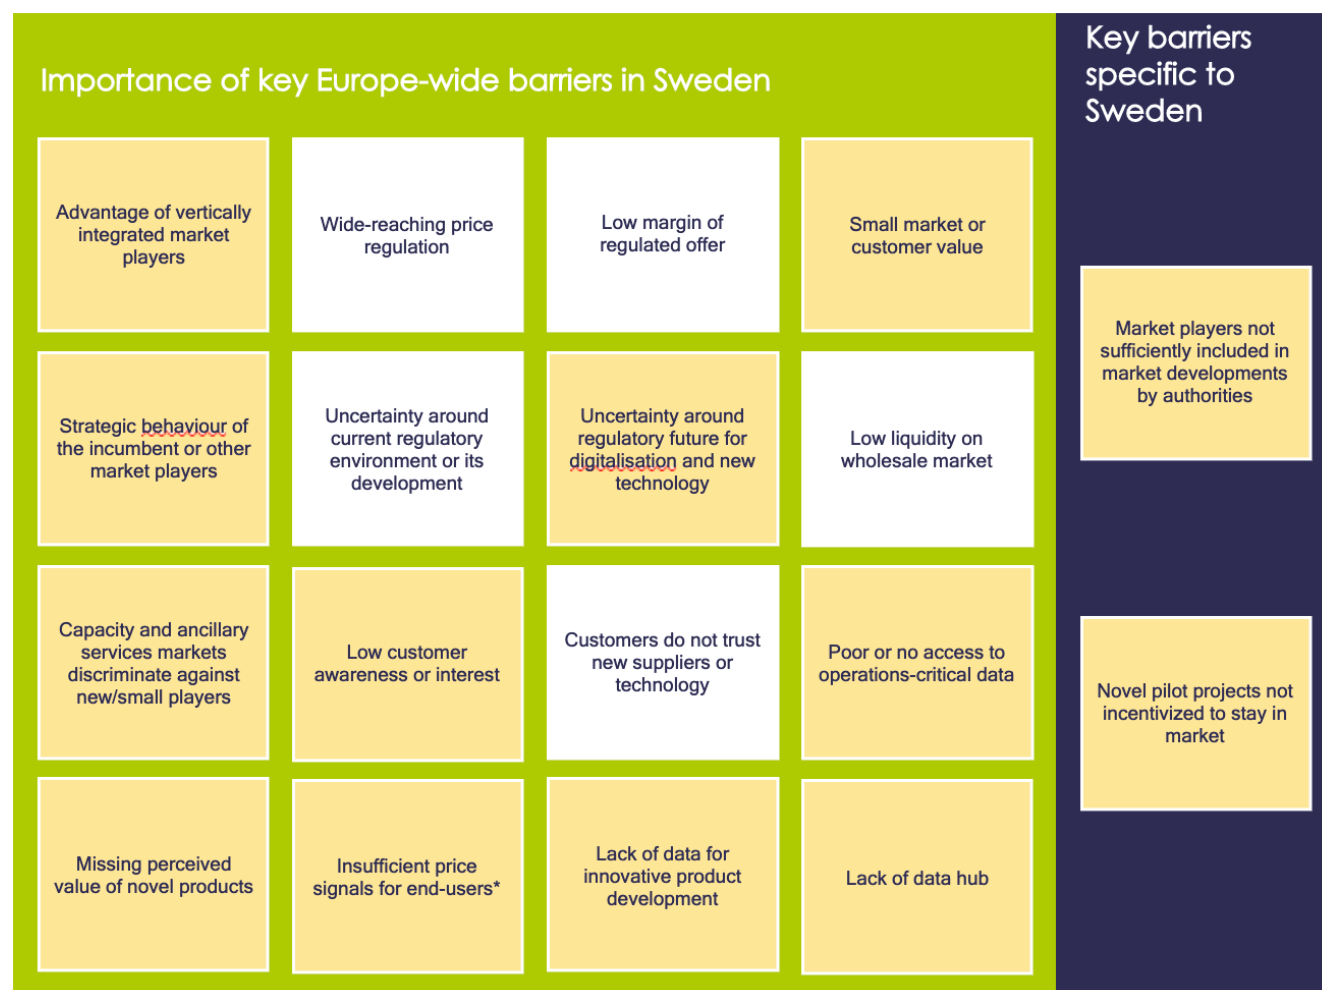 Importance of key Europe-wide barriers in Sweden
Key barriers
specific to
Sweden
Advantage of vertically
integrated market
players
Wide-reaching price
regulation
Low margin of
regulated offer
Small market or
customer value
Strategic behaviour of
the incumbent or other
market players
Uncertainty around
current regulatory
environment or its
development
Uncertainty around
regulatory future for
digitalisation and new
technology
Low liquidity on
wholesale market
Capacity and ancillary
services markets
discriminate against
new/small players
Low customer
awareness or interest
Customers do not trust
new suppliers or
technology
Poor or no access to
operations-critical data
Missing perceived
value of novel products
Insufficient price
signals for end-users*
Lack of data for
innovative product
development
Lack of data hub
Market players not
sufficiently included in
market developments
by authorities
Novel pilot projects not
incentivized to stay in
market